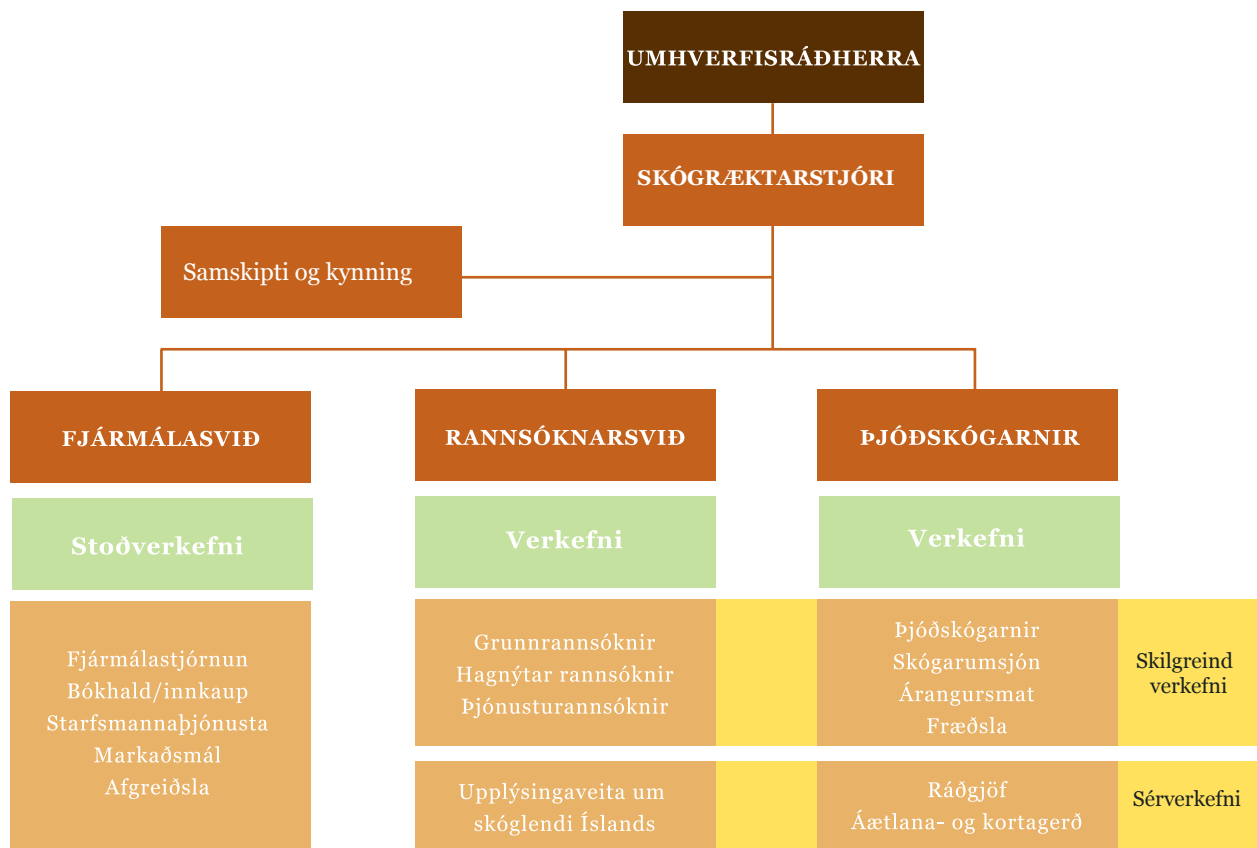 UMHVERFISRÁÐHERRA
SKÓGRÆKTARSTJÓRI
Samskipti og kynning
FJÁRMÁLASVIÐ
RANNSÓKNARSVIÐ
ÞJÓÐSKÓGARNIR
Stoðverkefni
Verkefni
Verkefni
Fjármálastjórnun
Bókhald/innkaup
Starfsmannaþjónusta
Markaðsmál
Afgreiðsla
Grunnrannsóknir
Hagnýtar rannsóknir
Þjónusturannsóknir
Þjóðskógarnir
Skógarumsjón
Árangursmat
Fræðsla
Skilgreind
verkefni
Upplýsingaveita um
skóglendi Íslands
Ráðgjöf
Áætlana- og kortagerð
Sérverkefni